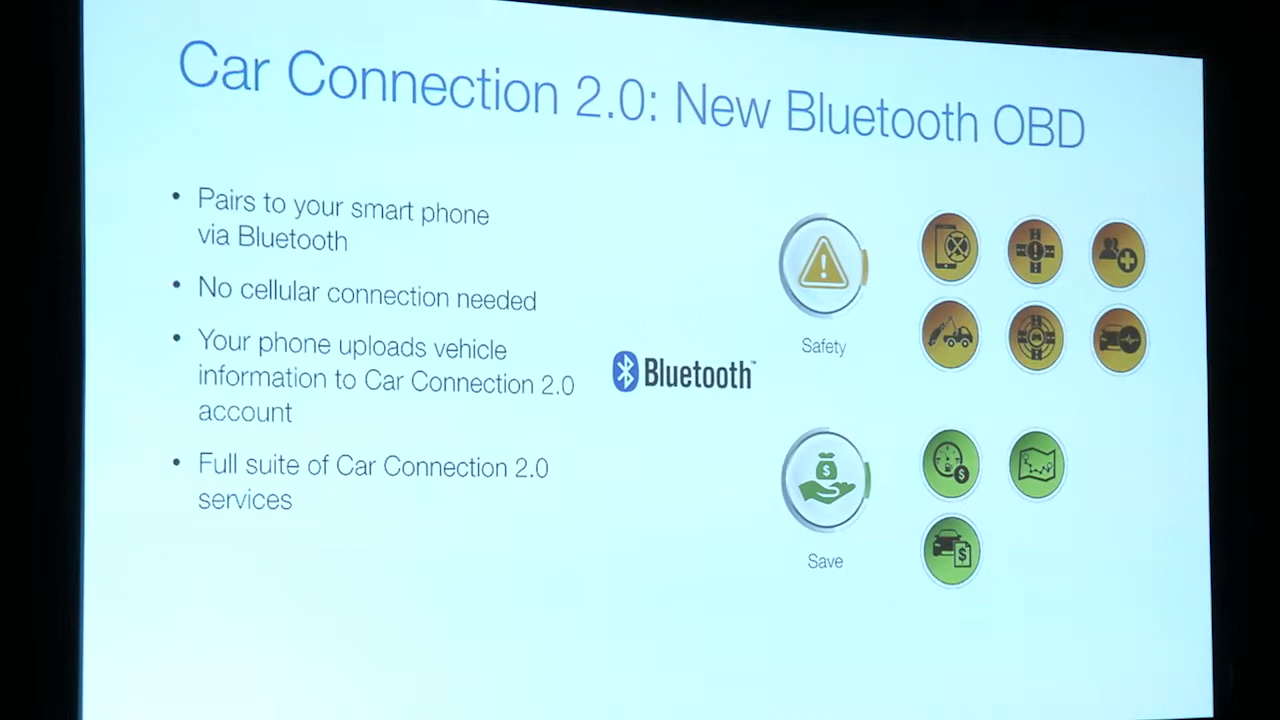 Car Connection 2.0: New Bluetooth OBD
• Pairs to your smart phone
via Bluetooth
• No cellular connection needed
• Your phone uploads vehicle
information to Car Connection 2.0
account
• Full suite of Car Connection 2.0
services
Bluetooth™
Safety
Save